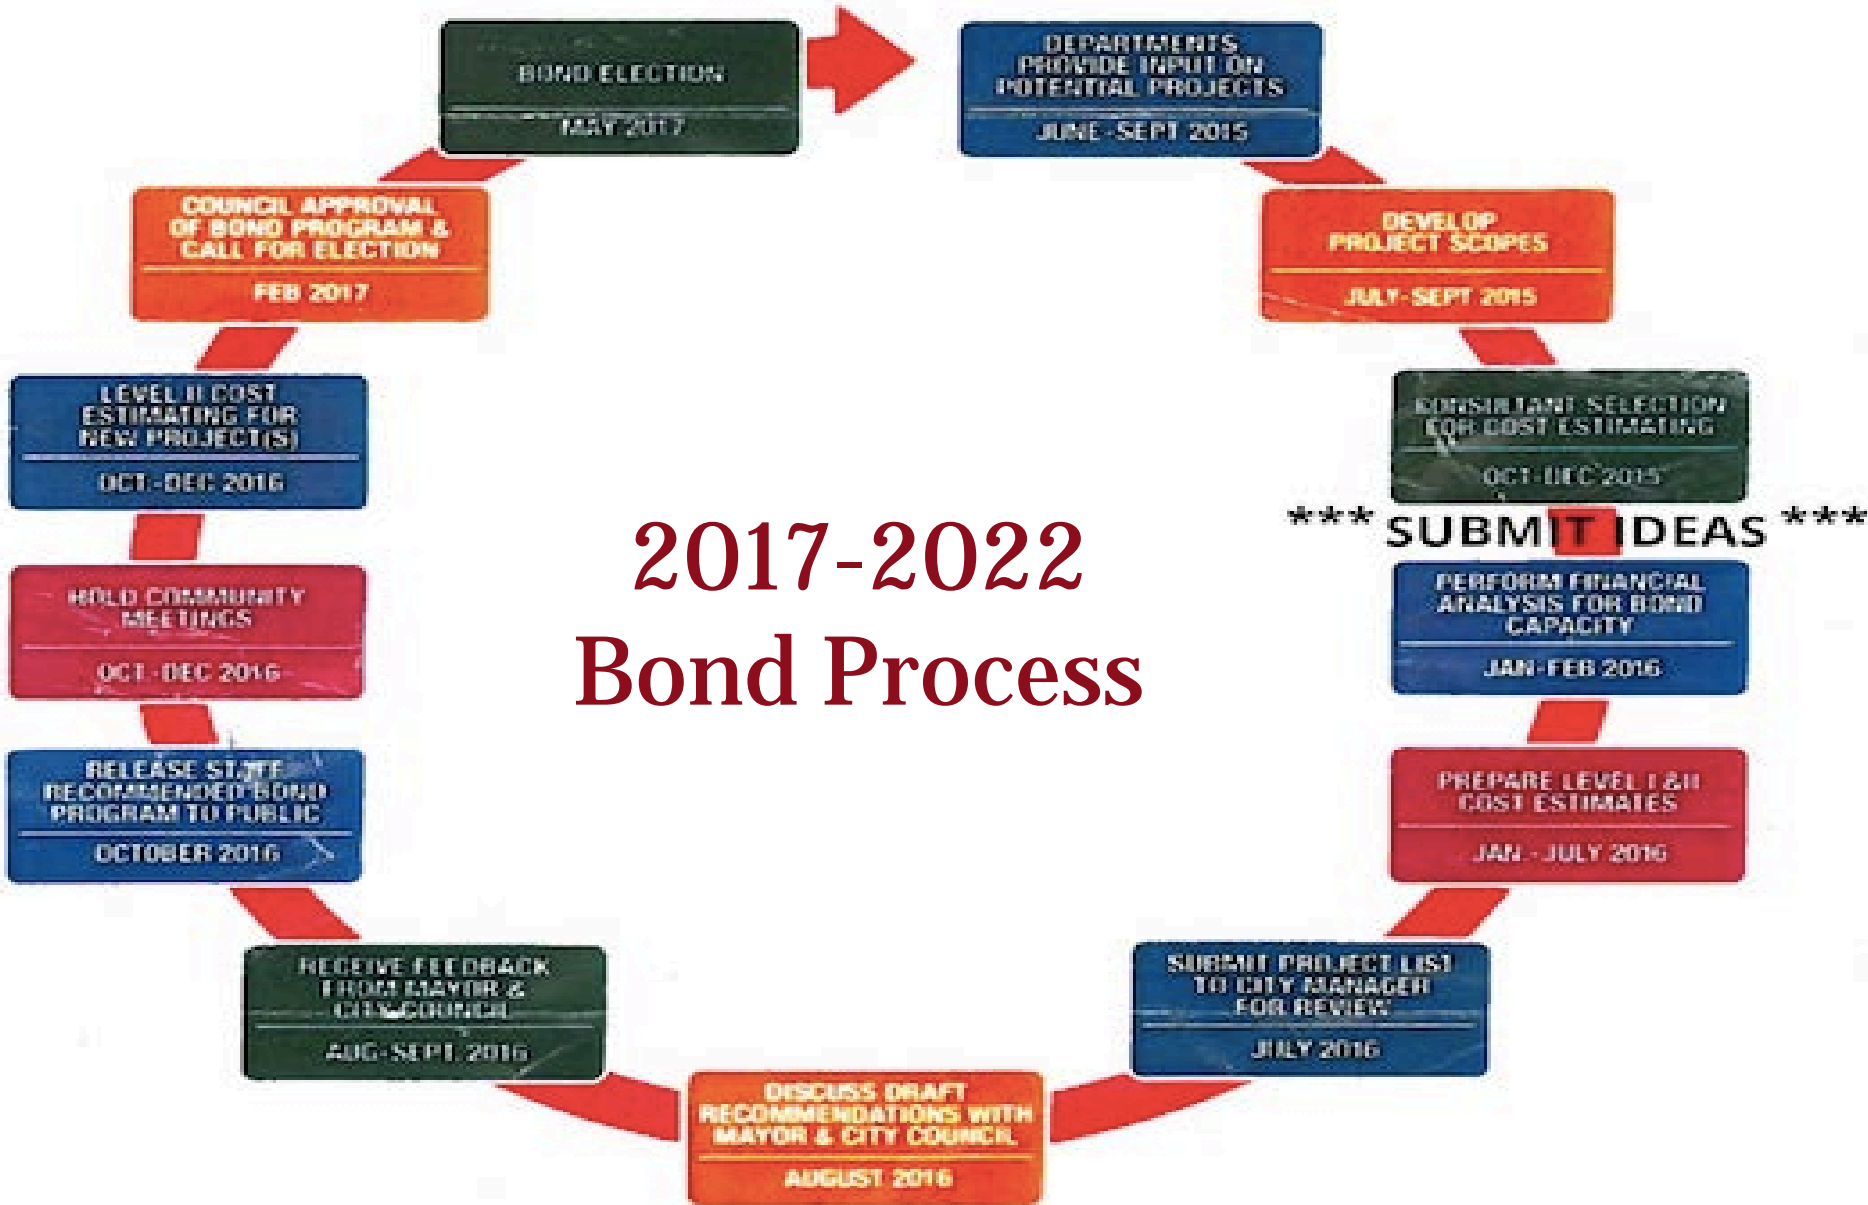 BOND ELECTION
MAY 2017
DEPARTMENTS
PROVIDE INPUT ON
POTENTIAL PROJECTS
JUNE-SEPT 2015
DEVELOP
PROJECT SCOPES
JULY-SEPT 2015
CONSULTANT SELECTION
FOR COST ESTIMATING
OCT-DEC 2015
*** SUBMIT IDEAS ***
PERFORM FINANCIAL
ANALYSIS FOR BOND
CAPACITY
JAN-FEB 2016
PREPARE LEVEL I & II
COST ESTIMATES
JAN.-JULY 2016
SUBMIT PROJECT LIST
TO CITY MANAGER
FOR REVIEW
JULY 2016
DISCUSS DRAFT
RECOMMENDATIONS WITH
MAYOR & CITY COUNCIL
AUGUST 2016
RECEIVE FEEDBACK
FROM MAYOR &
CITY COUNCIL
AUG-SEPT. 2016
RELEASE STAFF
RECOMMENDED BOND
PROGRAM TO PUBLIC
OCTOBER 2016
HOLD COMMUNITY
MEETINGS
OCT.-DEC 2016
LEVEL II COST
ESTIMATING FOR
NEW PROJECT(S)
OCT.-DEC 2016
COUNCIL APPROVAL
OF BOND PROGRAM &
CALL FOR ELECTION
FEB 2017
2017-2022
Bond Process